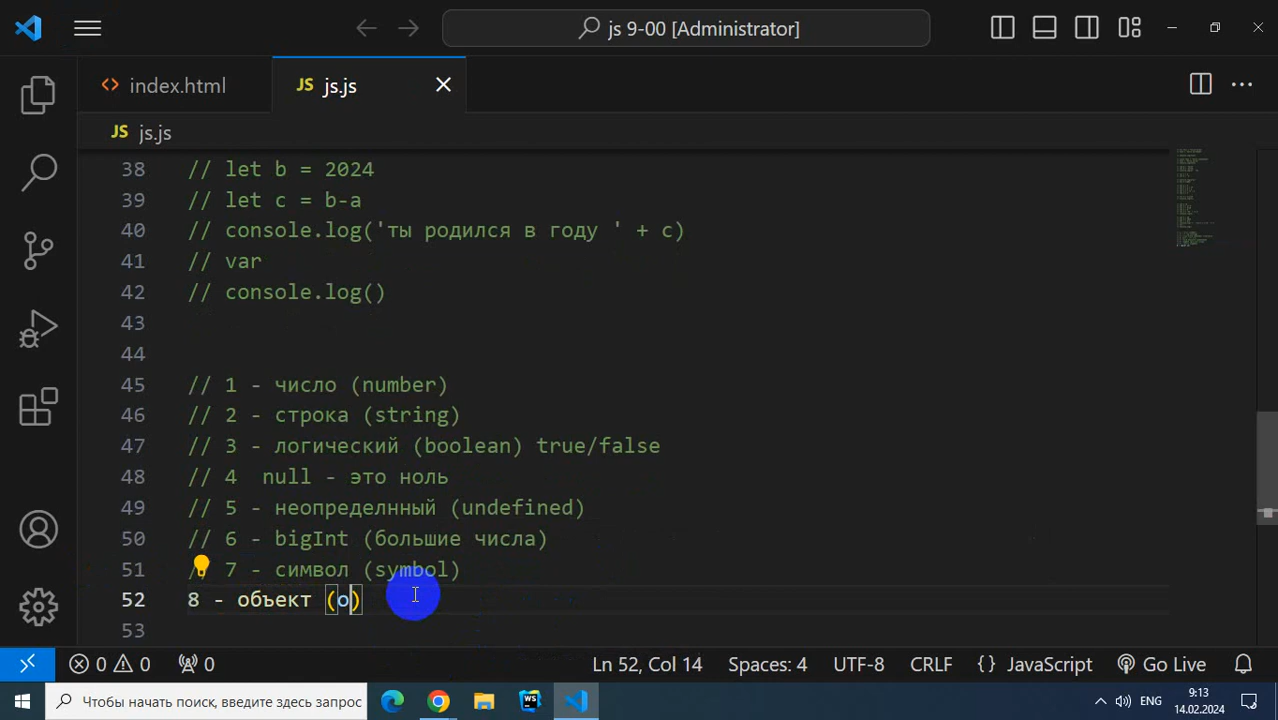 js 9-00 [Administrator]
index.html
JS js.js
JS js.js
38 // let b = 2024
39 // let c = b-a
40 // console.log('ты родился в году ' + c)
41 // var
42 // console.log()
43
44
45 // 1 - число (number)
46 // 2 - строка (string)
47 // 3 - логический (boolean) true/false
48 // 4  null - это ноль
49 // 5 - неопределнный (undefined)
50 // 6 - bigInt (большие числа)
51 // 7 - символ (symbol)
52 8 - объект (o)
53
0 0 0 Ln 52, Col 14 Spaces: 4 UTF-8 CRLF {} JavaScript Go Live
Чтобы начать поиск, введите здесь запрос WS ENG 9:13
14.02.2024